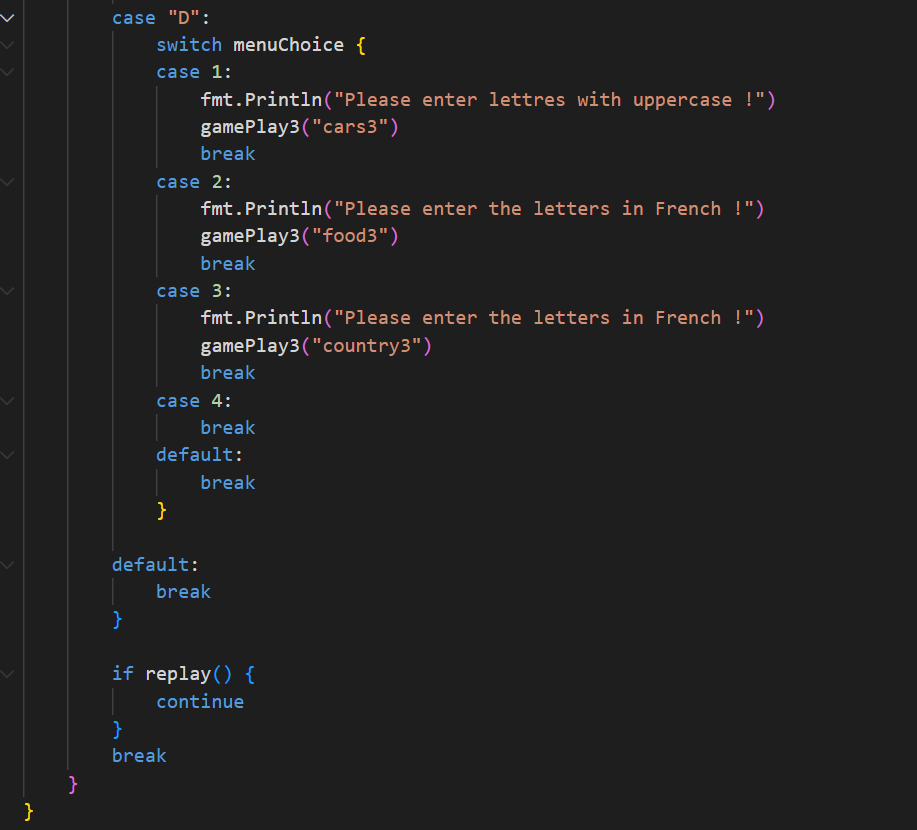 case "D":
switch menuChoice {
case 1:
fmt.Println("Please enter lettres with uppercase !")
gamePlay3("cars3")
break
case 2:
fmt.Println("Please enter the letters in French !")
gamePlay3("food3")
break
case 3:
fmt.Println("Please enter the letters in French !")
gamePlay3("country3")
break
case 4:
break
default:
break
}
default:
break
}
if replay() {
continue
}
break
}
}